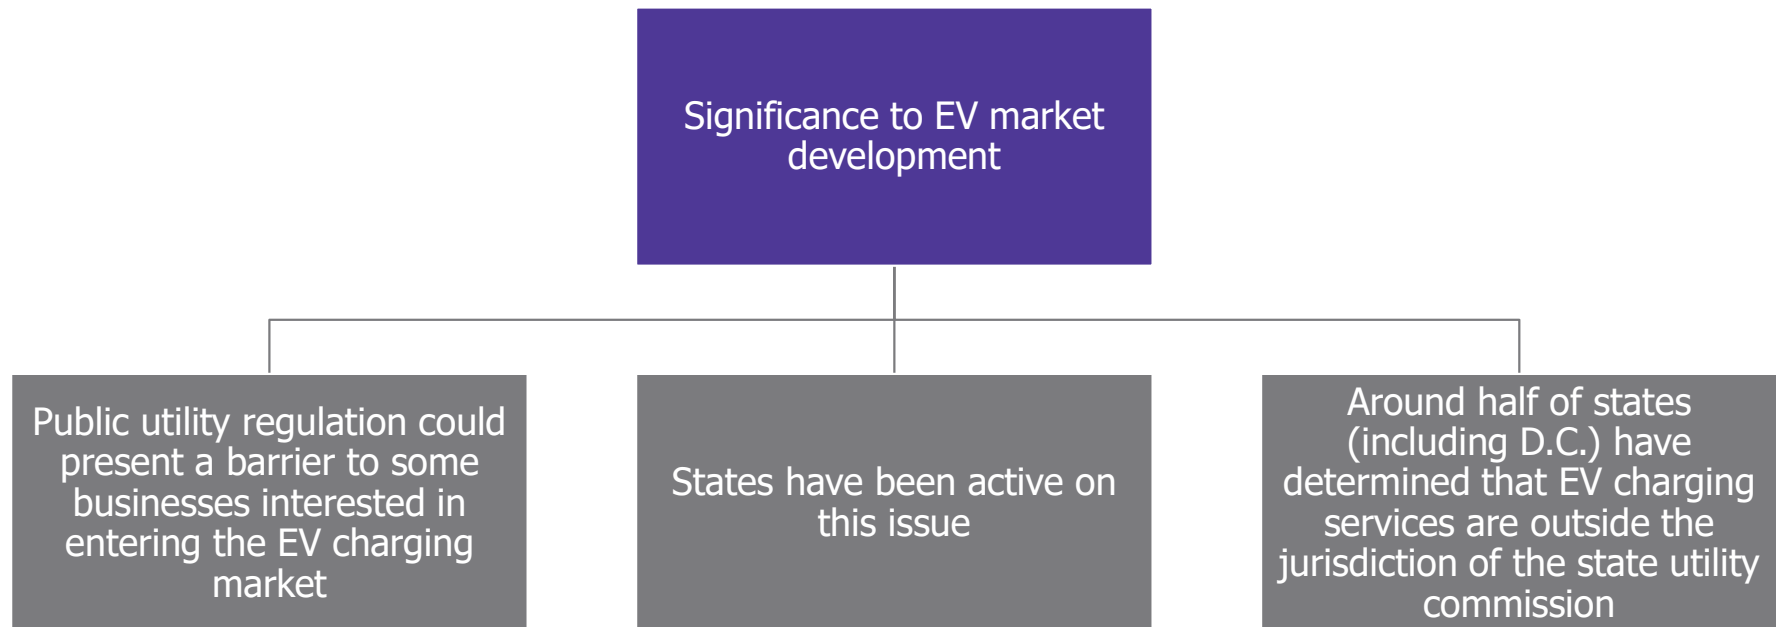 Significance to EV market
development
Public utility regulation could
present a barrier to some
businesses interested in
entering the EV charging
market
States have been active on
this issue
Around half of states
(including D.C.) have
determined that EV charging
services are outside the
jurisdiction of the state utility
commission